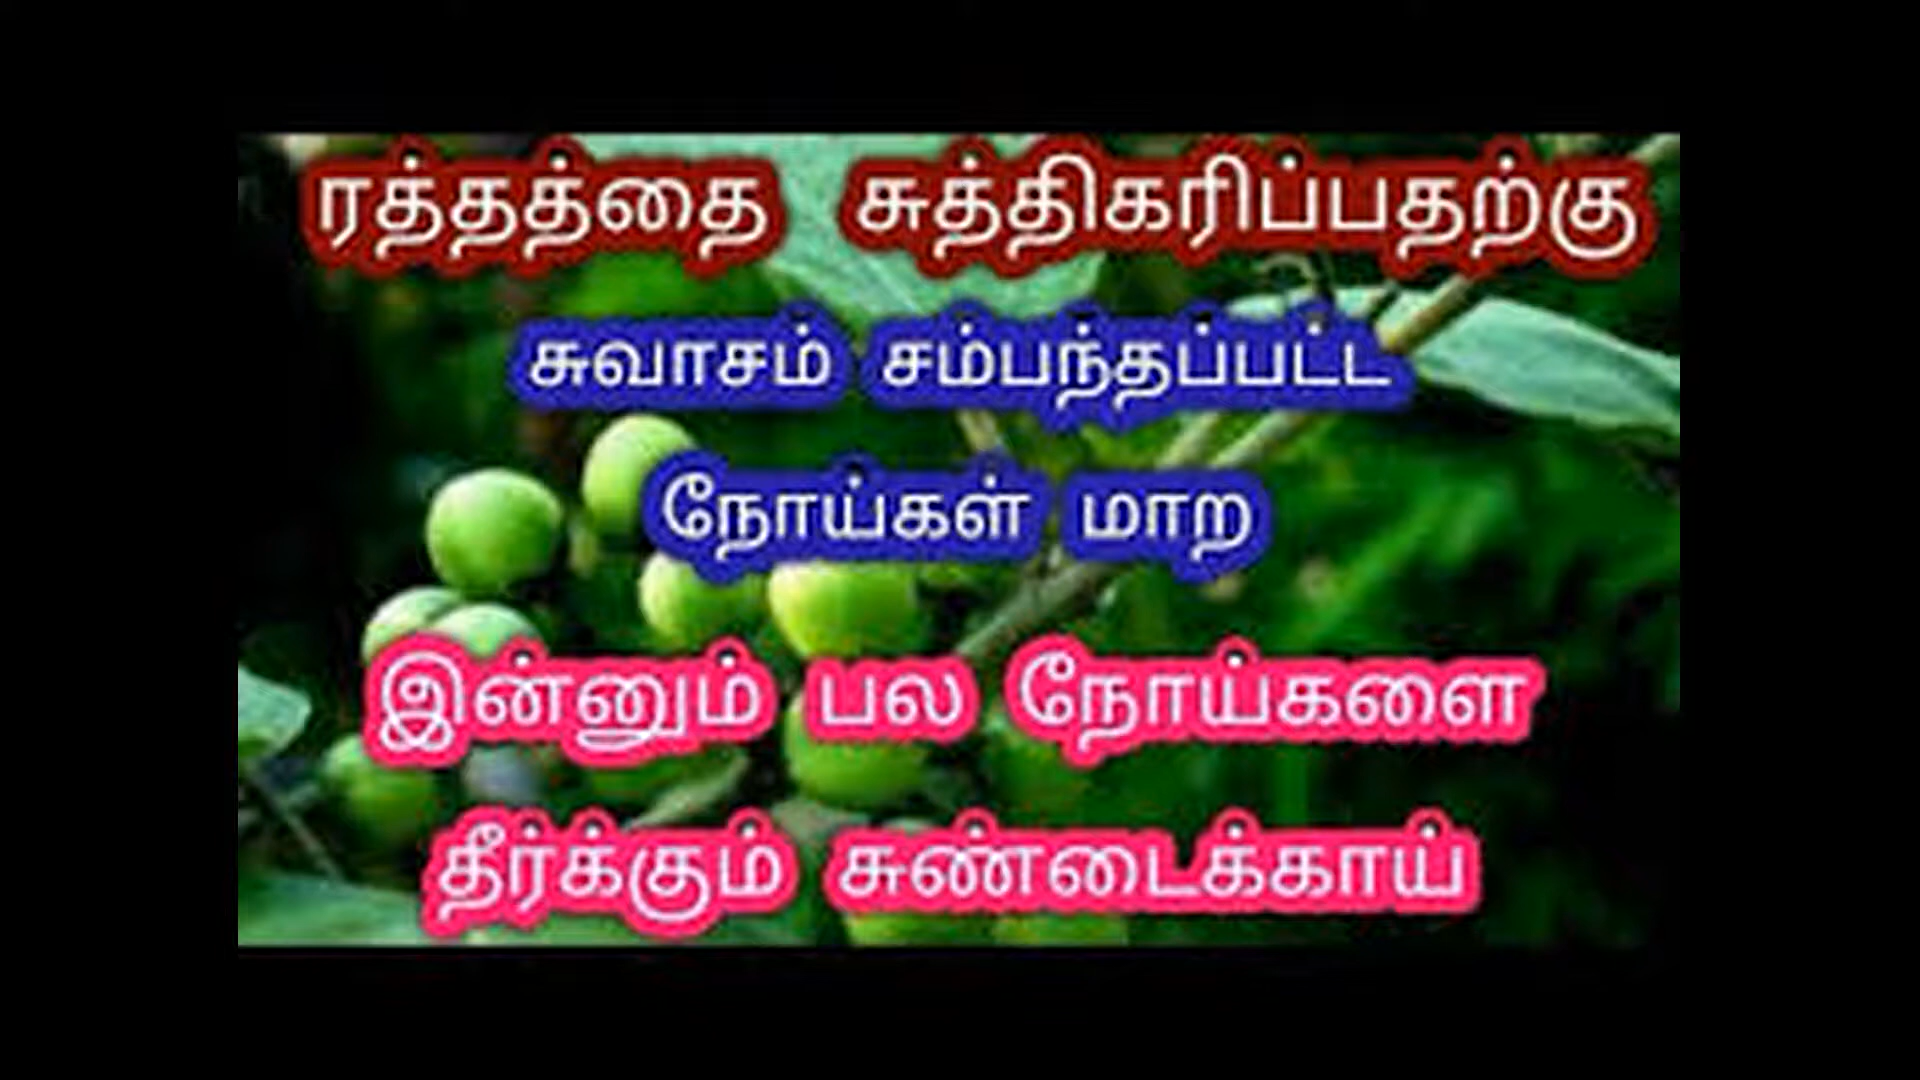 ரத்தத்தை சுத்திகரிப்பதற்கு
சுவாசம் சம்பந்தப்பட்ட
நோய்கள் மாற
இன்னும் பல நோய்களை
தீர்க்கும் சுண்டைக்காய்